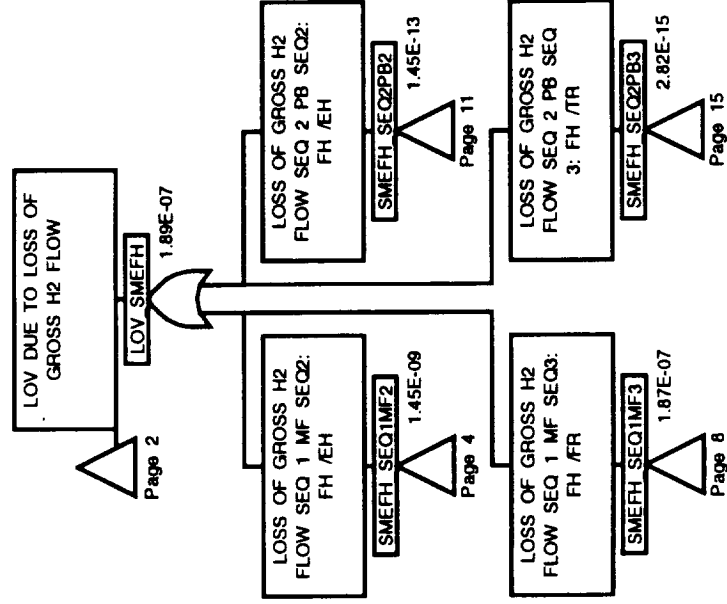 LOV DUE TO LOSS OF
GROSS H2 FLOW
LOV SMEFH
1.89E-07
Page 2
LOSS OF GROSS H2
FLOW SEQ 1 MF SEQ2:
FH /EH
SMEFH SEQ1MF2
1.45E-09
Page 4
LOSS OF GROSS H2
FLOW SEQ 2 PB SEQ2:
FH /EH
SMEFH SEQ2PB2
1.45E-13
Page 11
LOSS OF GROSS H2
FLOW SEQ 1 MF SEQ3:
FH /FR
SMEFH SEQ1MF3
1.87E-07
Page 8
LOSS OF GROSS H2
FLOW SEQ 2 PB SEQ
3: FH /TR
SMEFH SEQ2PB3
2.82E-15
Page 15